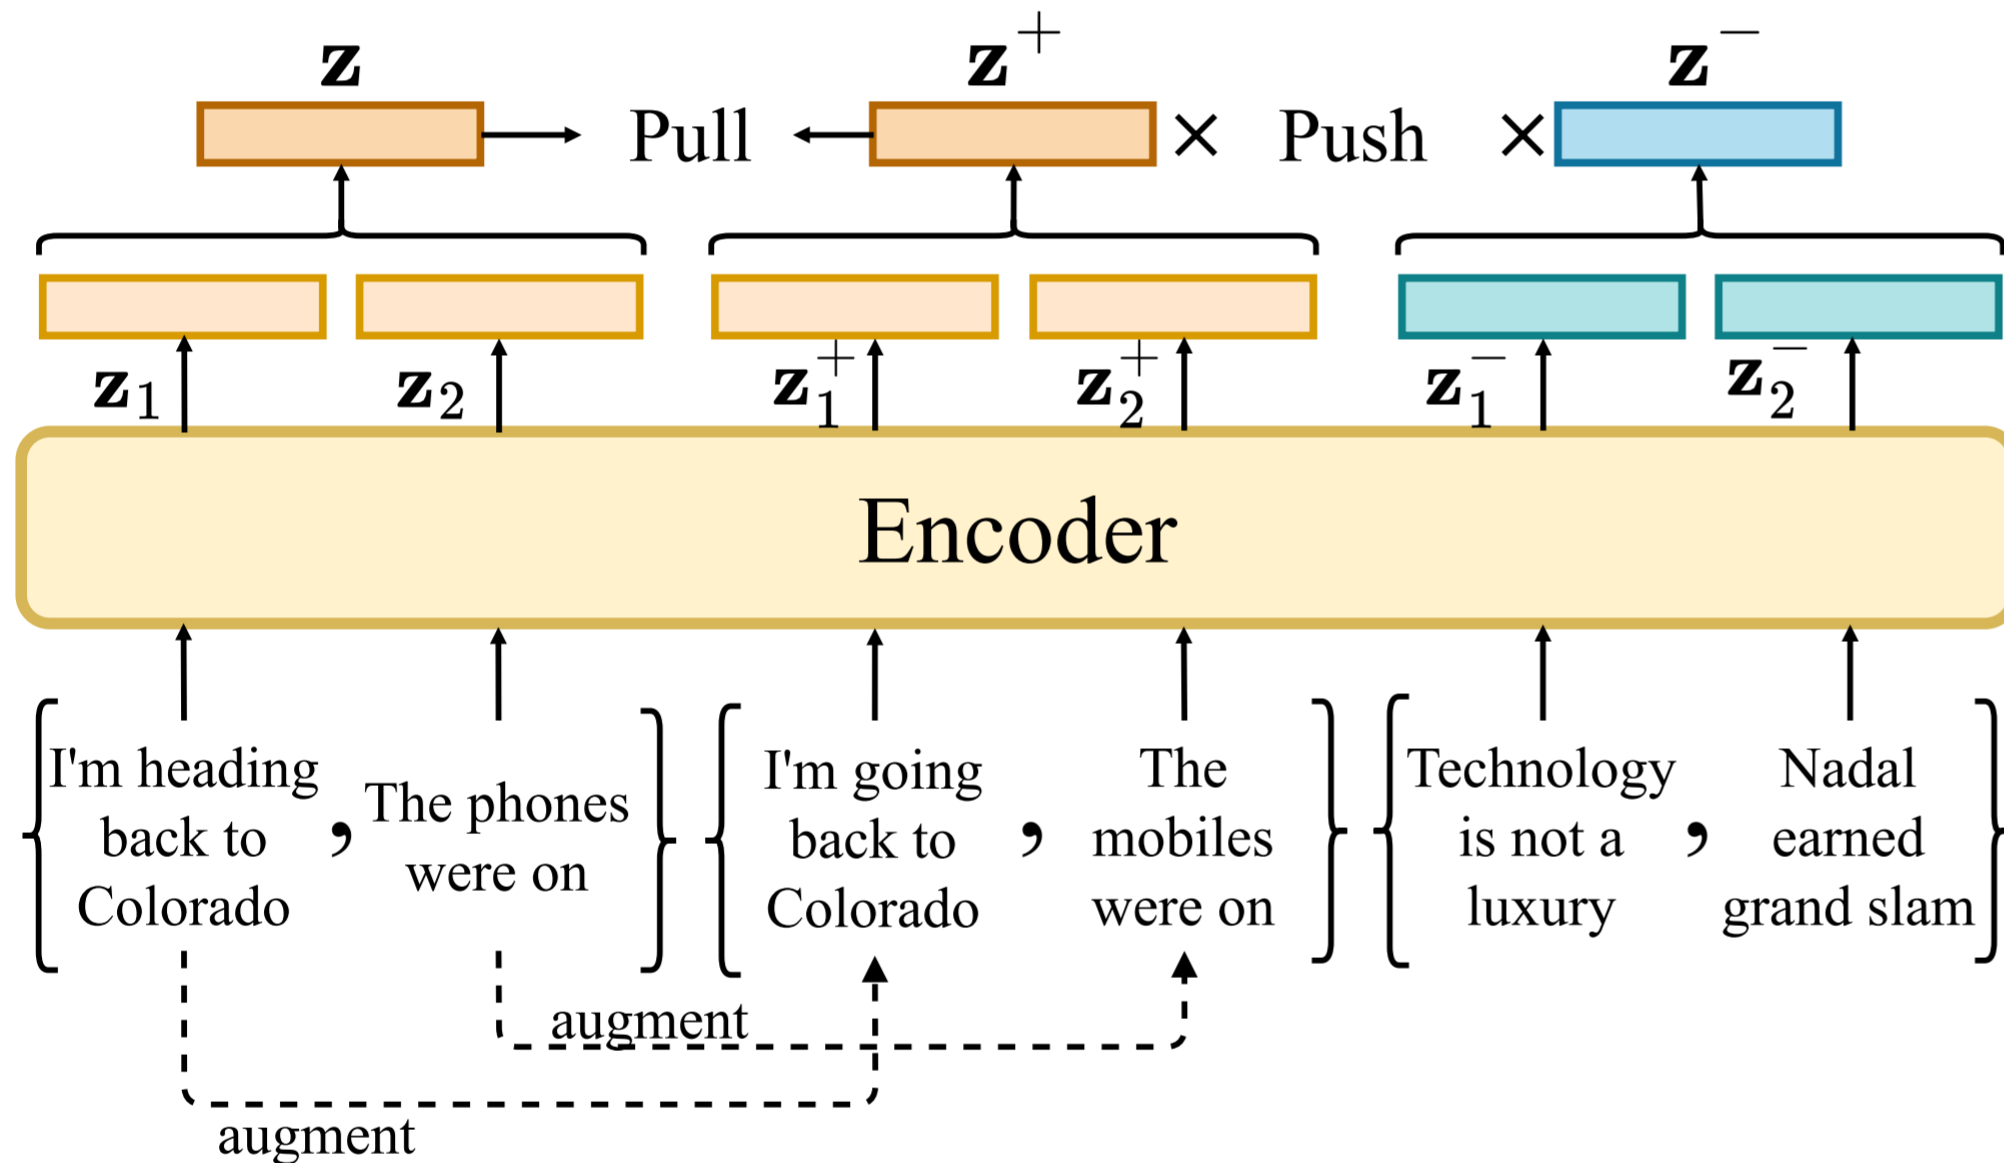 z z⁺ z⁻
Pull × Push ×
z₁ z₂ z₁⁺ z₂⁺ z₁⁻ z₂⁻
Encoder
{ I'm heading
back to
Colorado
,
The phones
were on }
{ I'm going
back to
Colorado
,
The
mobiles
were on }
{ Technology
is not a
luxury
,
Nadal
earned
grand slam }
augment
augment